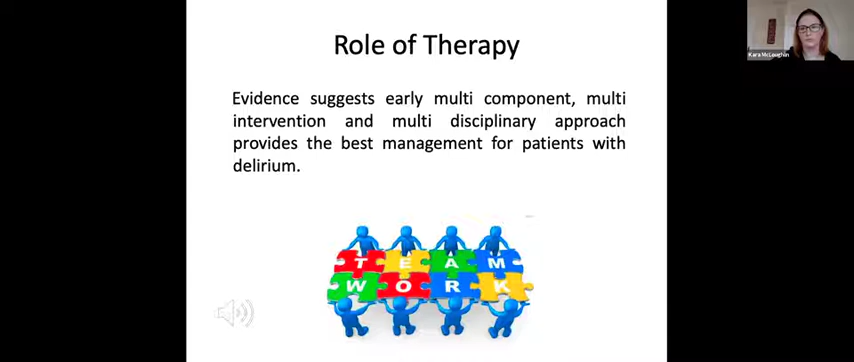 Role of Therapy
Evidence suggests early multi component, multi
intervention and multi disciplinary approach
provides the best management for patients with
delirium.
TEAM
WORK
Kara McLoughlin